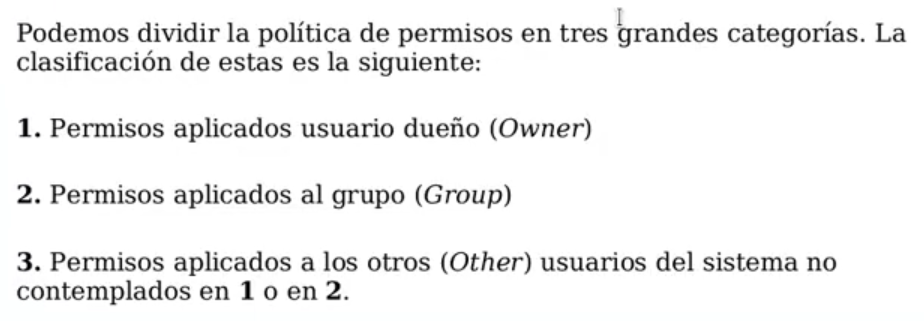 Podemos dividir la política de permisos en tres grandes categorías. La
clasificación de estas es la siguiente:
1. Permisos aplicados usuario dueño (Owner)
2. Permisos aplicados al grupo (Group)
3. Permisos aplicados a los otros (Other) usuarios del sistema no
contemplados en 1 o en 2.